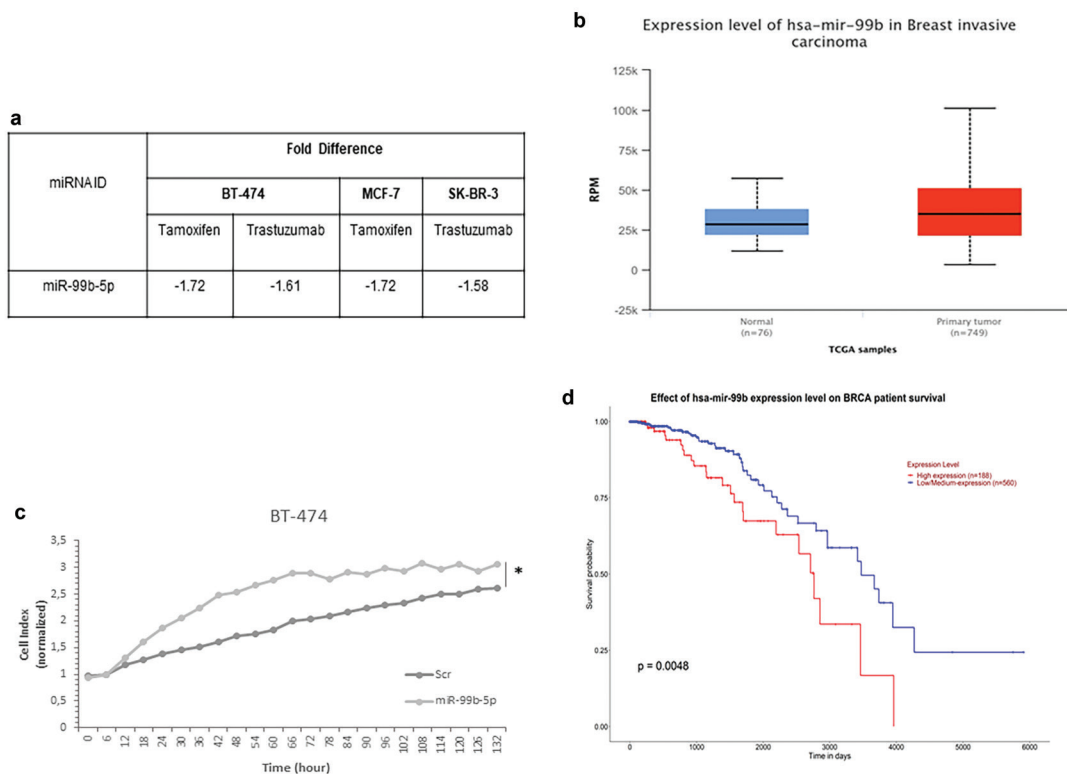 a
miRNAID
Fold Difference
BT-474 MCF-7 SK-BR-3
Tamoxifen Trastuzumab Tamoxifen Trastuzumab
miR-99b-5p -1.72 -1.61 -1.72 -1.58
b
Expression level of hsa-mir-99b in Breast invasive
carcinoma
RPM
125k
100k
75k
50k
25k
0
-25k
Normal
(n=76)
Primary tumor
(n=749)
TCGA samples
c
BT-474
Cell Index
(normalized)
3,5
3
2,5
2
1,5
1
0,5
0
Scr
miR-99b-5p
*
0 6 12 18 24 30 36 42 48 54 60 66 72 78 84 90 96 102 108 114 120 126 132
Time (hour)
d
Effect of hsa-mir-99b expression level on BRCA patient survival
Survival probability
1.00
0.75
0.50
0.25
0.00
Expression Level
High expression (n=188)
Low/Medium-expression (n=560)
p = 0.0048
0 1000 2000 3000 4000 5000 6000
Time in days